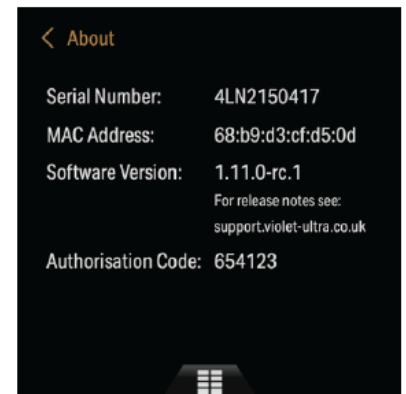 About
Serial Number: 4LN2150417
MAC Address: 68:b9:d3:cf:d5:0d
Software Version: 1.11.0-rc.1
For release notes see:
support.violet-ultra.co.uk
Authorisation Code: 654123